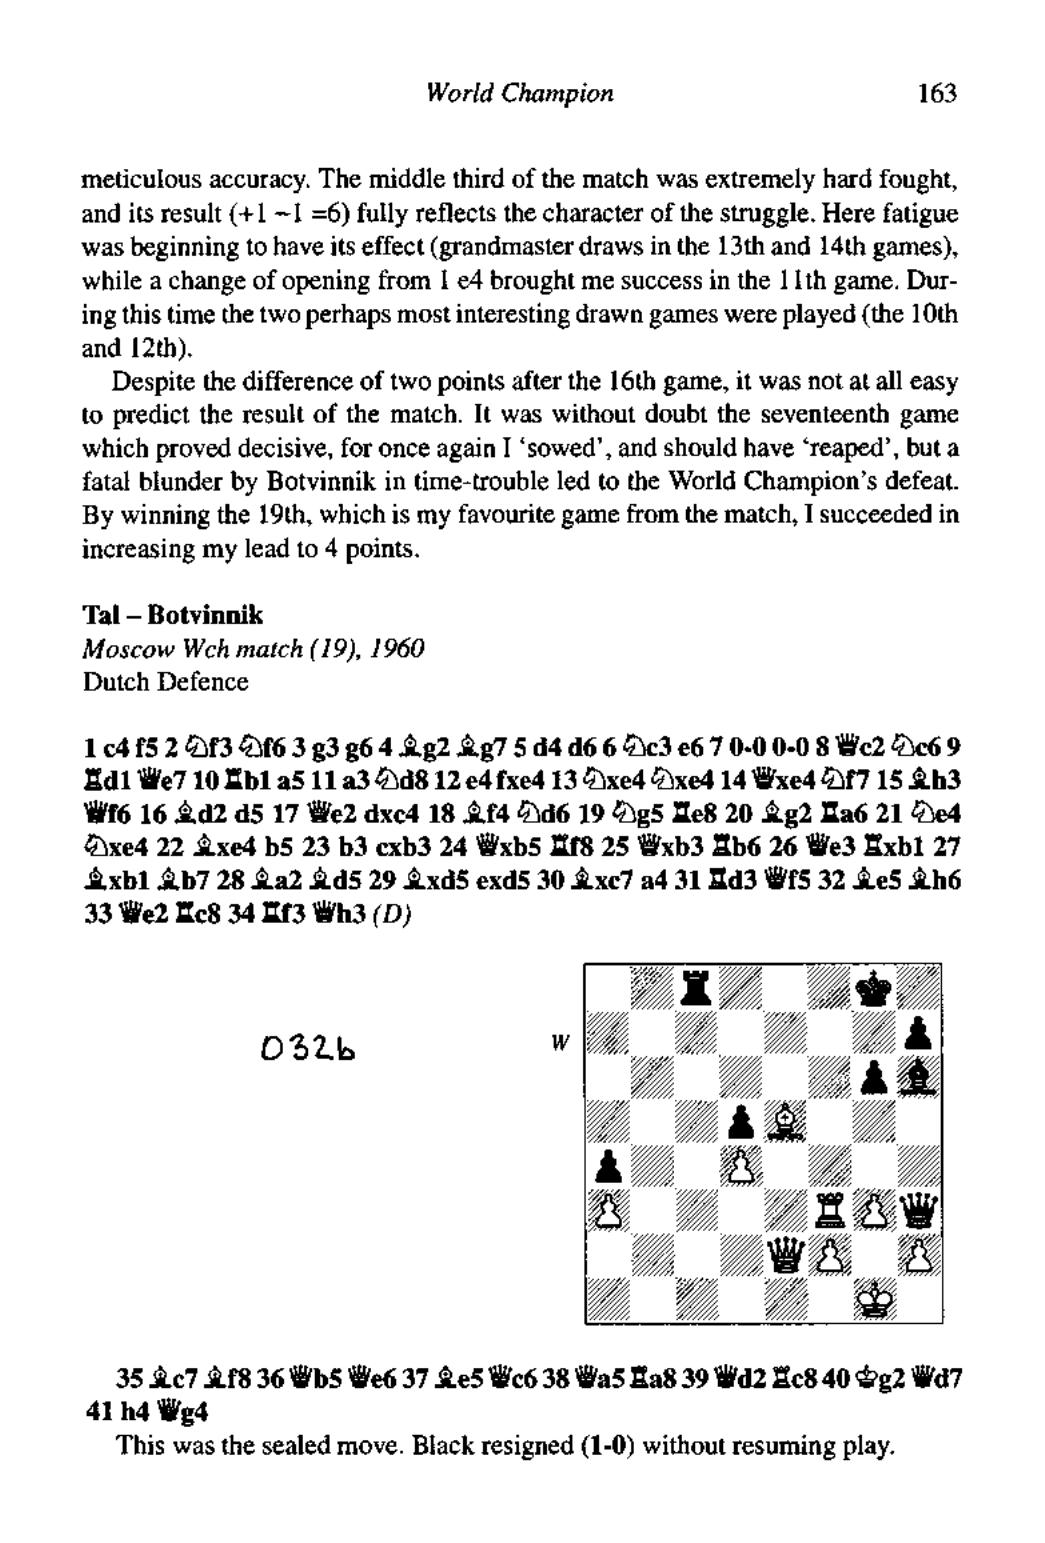 World Champion 163
meticulous accuracy. The middle third of the match was extremely hard fought,
and its result (+1 –1 =6) fully reflects the character of the struggle. Here fatigue
was beginning to have its effect (grandmaster draws in the 13th and 14th games),
while a change of opening from 1 e4 brought me success in the 11th game. Dur-
ing this time the two perhaps most interesting drawn games were played (the 10th
and 12th).
Despite the difference of two points after the 16th game, it was not at all easy
to predict the result of the match. It was without doubt the seventeenth game
which proved decisive, for once again I ‘sowed’, and should have ‘reaped’, but a
fatal blunder by Botvinnik in time-trouble led to the World Champion’s defeat.
By winning the 19th, which is my favourite game from the match, I succeeded in
increasing my lead to 4 points.
Tal – Botvinnik
Moscow Wch match (19), 1960
Dutch Defence
1 c4 f5 2 ♘f3 ♘f6 3 g3 g6 4 ♗g2 ♗g7 5 d4 d6 6 ♘c3 e6 7 0-0 0-0 8 ♕c2 ♘c6 9
♖d1 ♕e7 10 ♖b1 a5 11 a3 ♘d8 12 e4 fxe4 13 ♘xe4 ♘xe4 14 ♕xe4 ♘f7 15 ♗h3
♕f6 16 ♗d2 d5 17 ♕e2 dxc4 18 ♗f4 ♘d6 19 ♘g5 ♖e8 20 ♗g2 ♖a6 21 ♘e4
♘xe4 22 ♗xe4 b5 23 b3 cxb3 24 ♕xb5 ♖f8 25 ♕xb3 ♖b6 26 ♕e3 ♖xb1 27
♗xb1 ♗b7 28 ♗a2 ♗d5 29 ♗xd5 exd5 30 ♗xc7 a4 31 ♖d3 ♕f5 32 ♗e5 ♗h6
33 ♕e2 ♖c8 34 ♖f3 ♕h3 (D)
0326
W
35 ♗c7 ♗f8 36 ♕b5 ♕e6 37 ♗e5 ♕c6 38 ♕a5 ♖a8 39 ♕d2 ♖c8 40 ♔g2 ♕d7
41 h4 ♕g4
This was the sealed move. Black resigned (1-0) without resuming play.